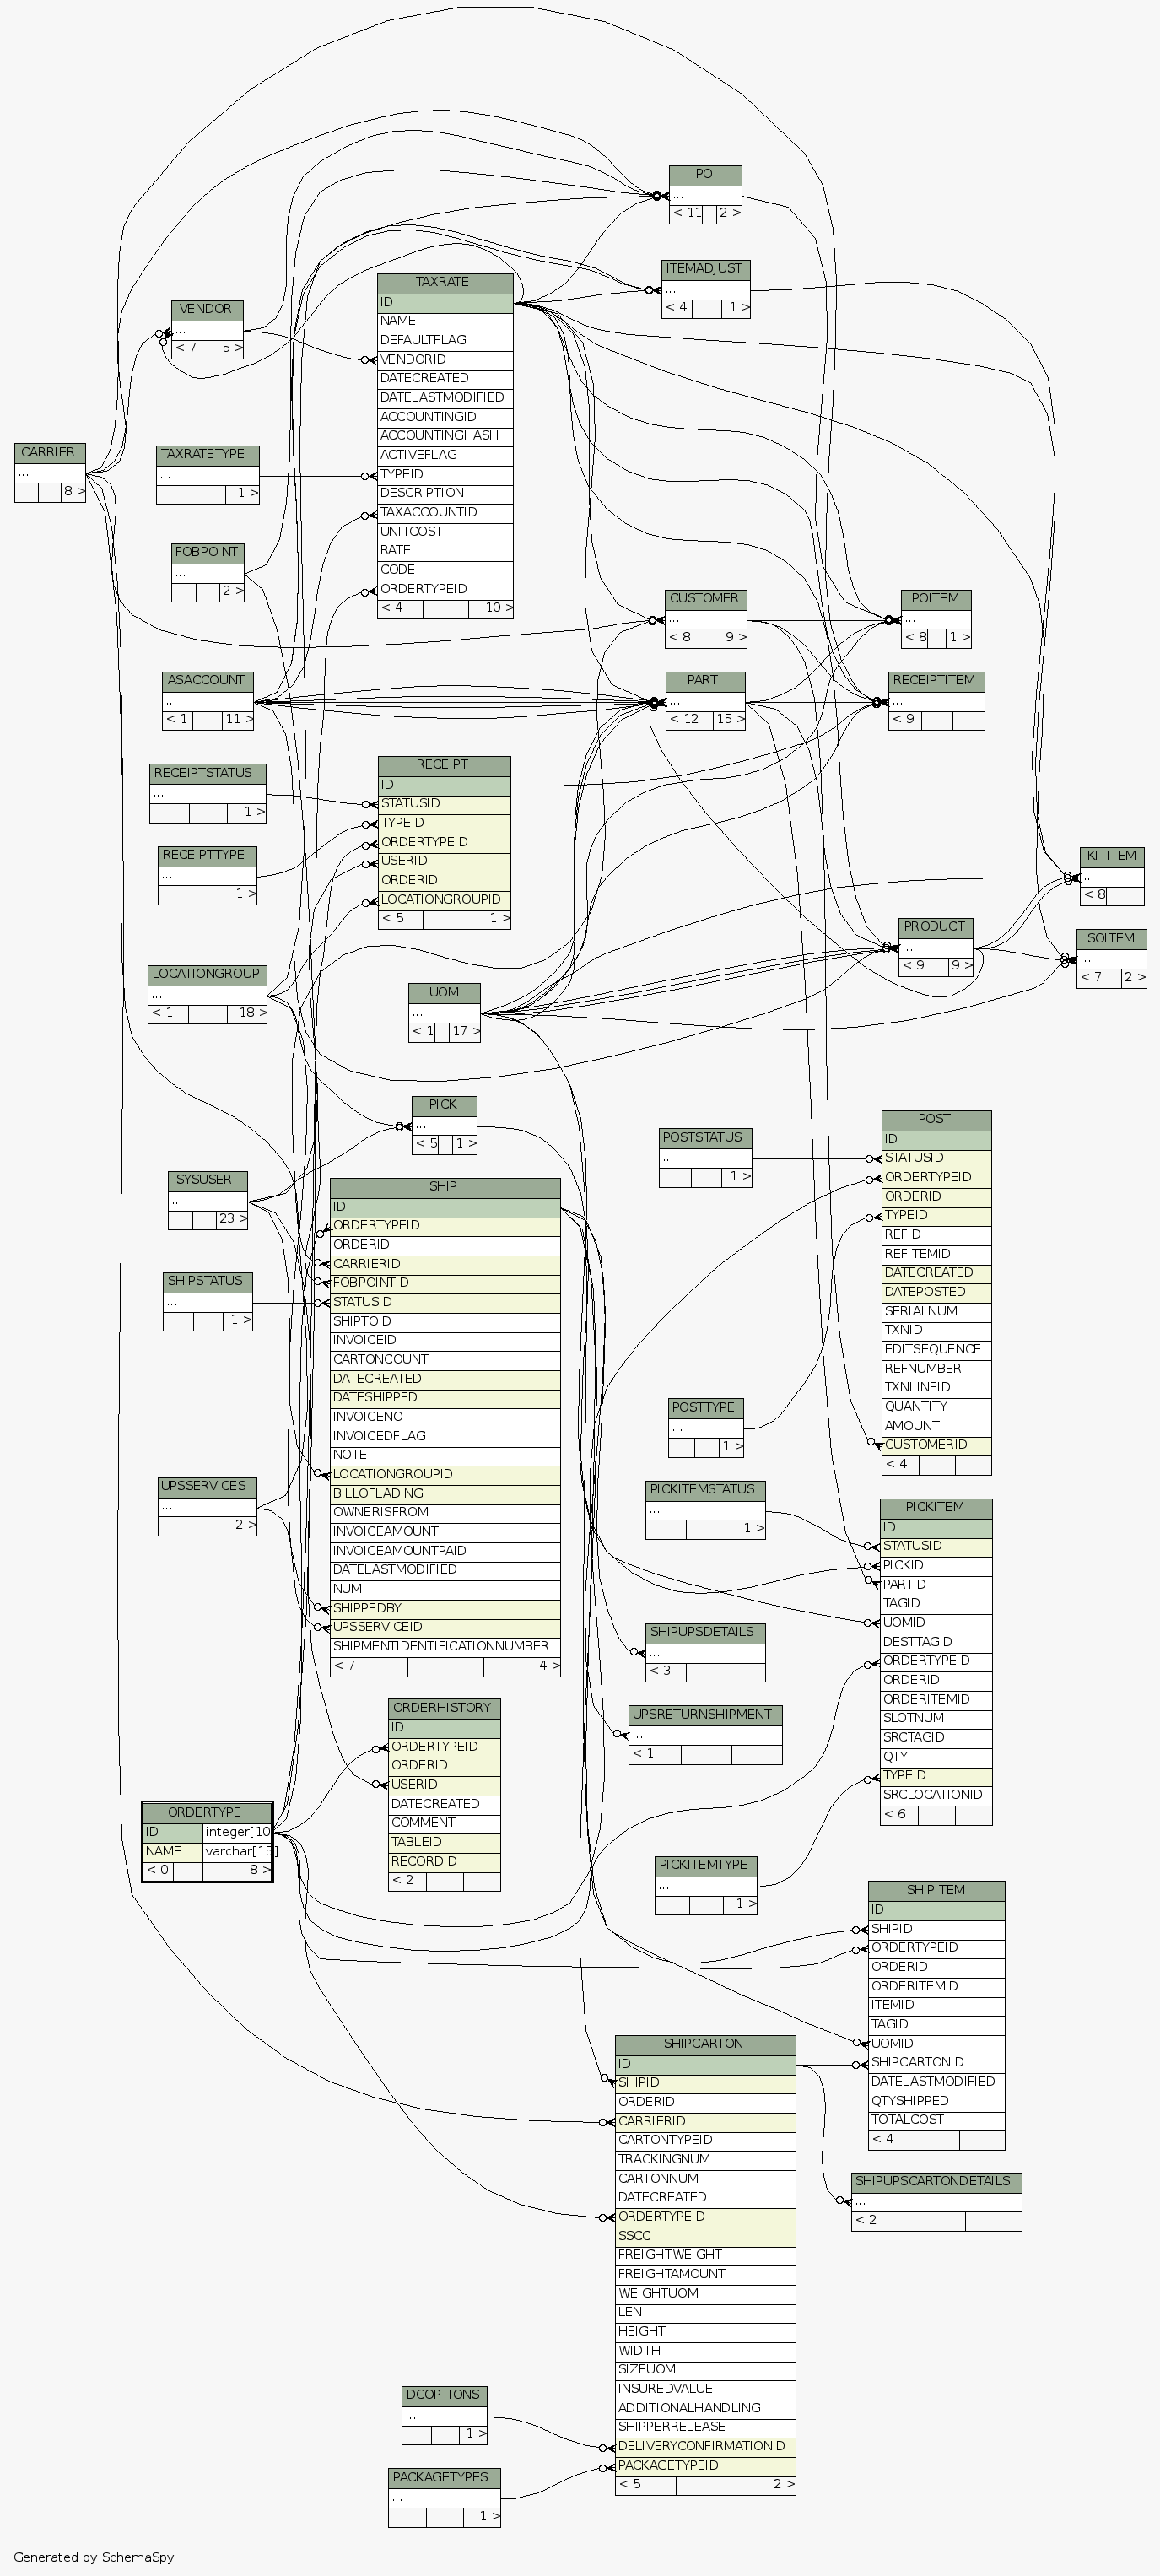 PO
...
< 11 2 >
ITEMADJUST
...
< 4 1 >
TAXRATE
ID
NAME
DEFAULTFLAG
VENDORID
DATECREATED
DATELASTMODIFIED
ACCOUNTINGID
ACCOUNTINGHASH
ACTIVEFLAG
TYPEID
DESCRIPTION
TAXACCOUNTID
UNITCOST
RATE
CODE
ORDERTYPEID
< 4 10 >
VENDOR
...
< 7 5 >
CARRIER
...
8 >
TAXRATETYPE
...
1 >
FOBPOINT
...
2 >
CUSTOMER
...
< 8 9 >
POITEM
...
< 8 1 >
ASACCOUNT
...
< 1 11 >
PART
...
< 12 15 >
RECEIPTITEM
...
< 9
RECEIPT
ID
STATUSID
TYPEID
ORDERTYPEID
USERID
ORDERID
LOCATIONGROUPID
< 5 1 >
RECEIPTSTATUS
...
1 >
RECEIPTTYPE
...
1 >
KITITEM
...
< 8
PRODUCT
...
< 9 9 >
SOITEM
...
< 7 2 >
LOCATIONGROUP
...
< 1 18 >
UOM
...
< 1 17 >
PICK
...
< 5 1 >
POST
ID
STATUSID
ORDERTYPEID
ORDERID
TYPEID
REFID
REFITEMID
DATECREATED
DATEPOSTED
SERIALNUM
TXNID
EDITSEQUENCE
REFNUMBER
TXNLINEID
QUANTITY
AMOUNT
CUSTOMERID
< 4
POSTSTATUS
...
1 >
SYSUSER
...
23 >
SHIP
ID
ORDERTYPEID
ORDERID
CARRIERID
FOBPOINTID
STATUSID
SHIPTOID
INVOICEID
CARTONCOUNT
DATECREATED
DATESHIPPED
INVOICENO
INVOICEDFLAG
NOTE
LOCATIONGROUPID
BILLOFLADING
OWNERISFROM
INVOICEAMOUNT
INVOICEAMOUNTPAID
DATELASTMODIFIED
NUM
SHIPPEDBY
UPSSERVICEID
SHIPMENTIDENTIFICATIONNUMBER
< 7 4 >
SHIPSTATUS
...
1 >
POSTTYPE
...
1 >
UPSSERVICES
...
2 >
PICKITEMSTATUS
...
1 >
PICKITEM
ID
STATUSID
PICKID
PARTID
TAGID
UOMID
DESTTAGID
ORDERTYPEID
ORDERID
ORDERITEMID
SLOTNUM
SRCTAGID
QTY
TYPEID
SRCLOCATIONID
< 6
SHIPUPSDETAILS
...
< 3
UPSRETURNSHIPMENT
...
< 1
ORDERHISTORY
ID
ORDERTYPEID
ORDERID
USERID
DATECREATED
COMMENT
TABLEID
RECORDID
< 2
ORDERTYPE
ID integer[10]
NAME varchar[15]
< 0 8 >
PICKITEMTYPE
...
1 >
SHIPITEM
ID
SHIPID
ORDERTYPEID
ORDERID
ORDERITEMID
ITEMID
TAGID
UOMID
SHIPCARTONID
DATELASTMODIFIED
QTYSHIPPED
TOTALCOST
< 4
SHIPCARTON
ID
SHIPID
ORDERID
CARRIERID
CARTONTYPEID
TRACKINGNUM
CARTONNUM
DATECREATED
ORDERTYPEID
SSCC
FREIGHTWEIGHT
FREIGHTAMOUNT
WEIGHTUOM
LEN
HEIGHT
WIDTH
SIZEUOM
INSUREDVALUE
ADDITIONALHANDLING
SHIPPERRELEASE
DELIVERYCONFIRMATIONID
PACKAGETYPEID
< 5 2 >
SHIPUPSCARTONDETAILS
...
< 2
DCOPTIONS
...
1 >
PACKAGETYPES
...
1 >
Generated by SchemaSpy